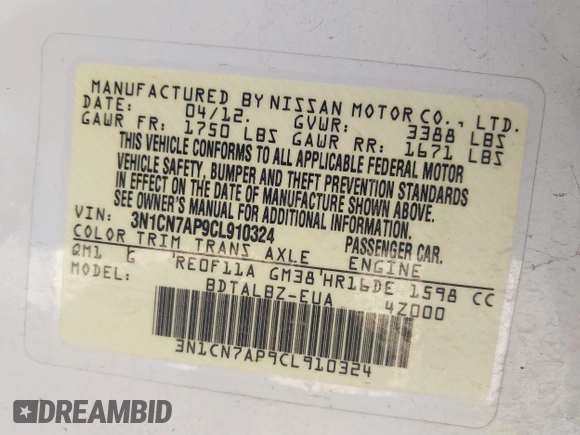 MANUFACTURED BY NISSAN MOTOR CO., LTD.
DATE: 04/12. GVWR: 3388 LBS
GAWR FR: 1750 LBS GAWR RR: 1671 LBS
THIS VEHICLE CONFORMS TO ALL APPLICABLE FEDERAL MOTOR
VEHICLE SAFETY, BUMPER AND THEFT PREVENTION STANDARDS
IN EFFECT ON THE DATE OF MANUFACTURE SHOWN ABOVE.
SEE OWNER'S MANUAL FOR ADDITIONAL INFORMATION.
VIN: 3N1CN7AP9CL910324 PASSENGER CAR.
COLOR TRIM TRANS AXLE ENGINE
QM1 G RE0F11A GM38 HR16DE 1598 CC
MODEL: BDTALBZ-EUA 4Z000
3N1CN7AP9CL910324
DREAMBID